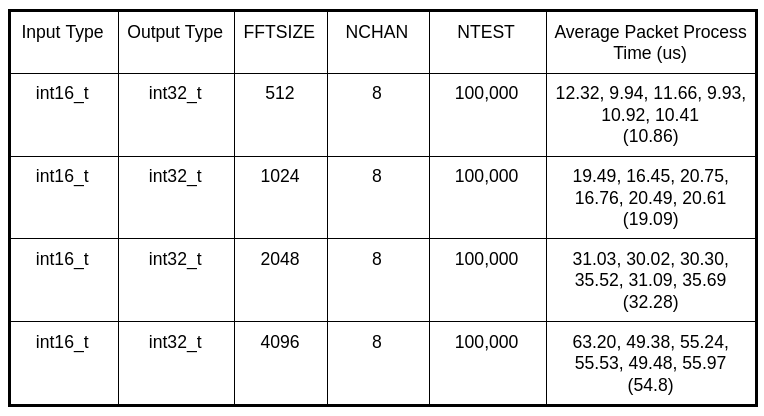 Input Type Output Type FFTSIZE NCHAN NTEST Average Packet Process
Time (us)
int16_t int32_t 512 8 100,000 12.32, 9.94, 11.66, 9.93,
10.92, 10.41
(10.86)
int16_t int32_t 1024 8 100,000 19.49, 16.45, 20.75,
16.76, 20.49, 20.61
(19.09)
int16_t int32_t 2048 8 100,000 31.03, 30.02, 30.30,
35.52, 31.09, 35.69
(32.28)
int16_t int32_t 4096 8 100,000 63.20, 49.38, 55.24,
55.53, 49.48, 55.97
(54.8)